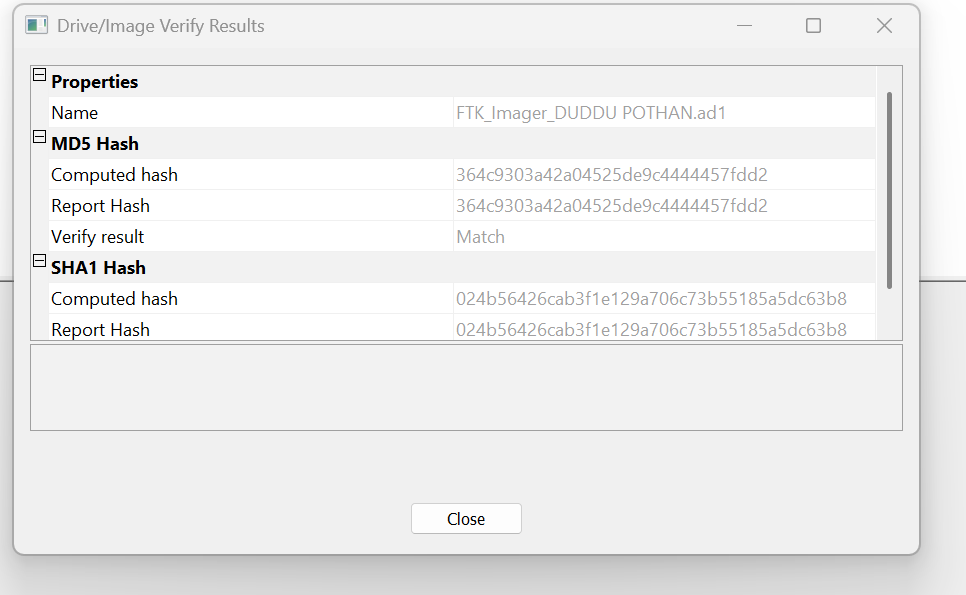 Drive/Image Verify Results
Properties
Name FTK_Imager_DUDDU POTHAN.ad1
MD5 Hash
Computed hash 364c9303a42a04525de9c4444457fdd2
Report Hash 364c9303a42a04525de9c4444457fdd2
Verify result Match
SHA1 Hash
Computed hash 024b56426cab3f1e129a706c73b55185a5dc63b8
Report Hash 024b56426cab3f1e129a706c73b55185a5dc63b8
Close